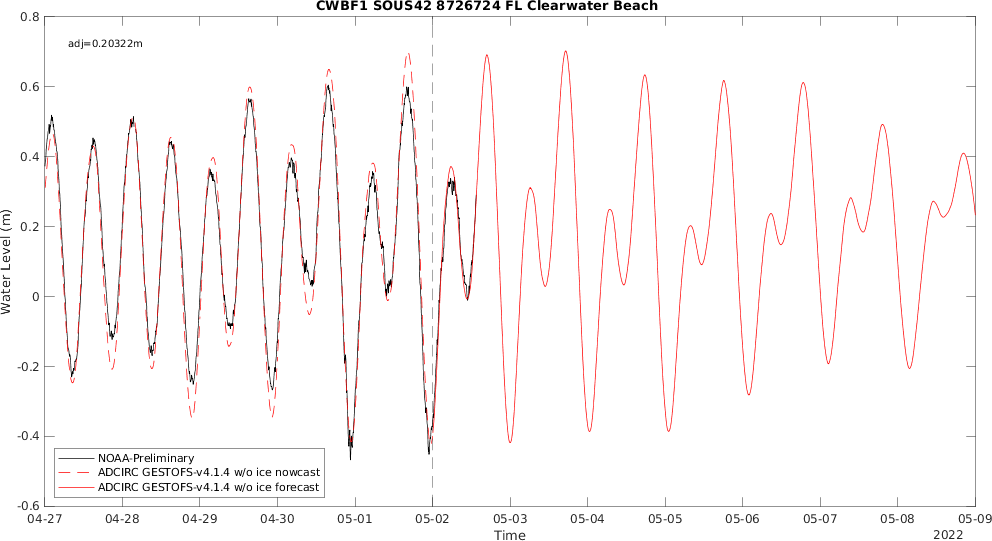 CWBF1 SOUS42 8726724 FL Clearwater Beach
adj=0.20322m
0.8
0.6
0.4
0.2
0
-0.2
-0.4
-0.6
Water Level (m)
NOAA-Preliminary
ADCIRC GESTOFS-v4.1.4 w/o ice nowcast
ADCIRC GESTOFS-v4.1.4 w/o ice forecast
04-27 04-28 04-29 04-30 05-01 05-02 05-03 05-04 05-05 05-06 05-07 05-08 05-09
Time
2022